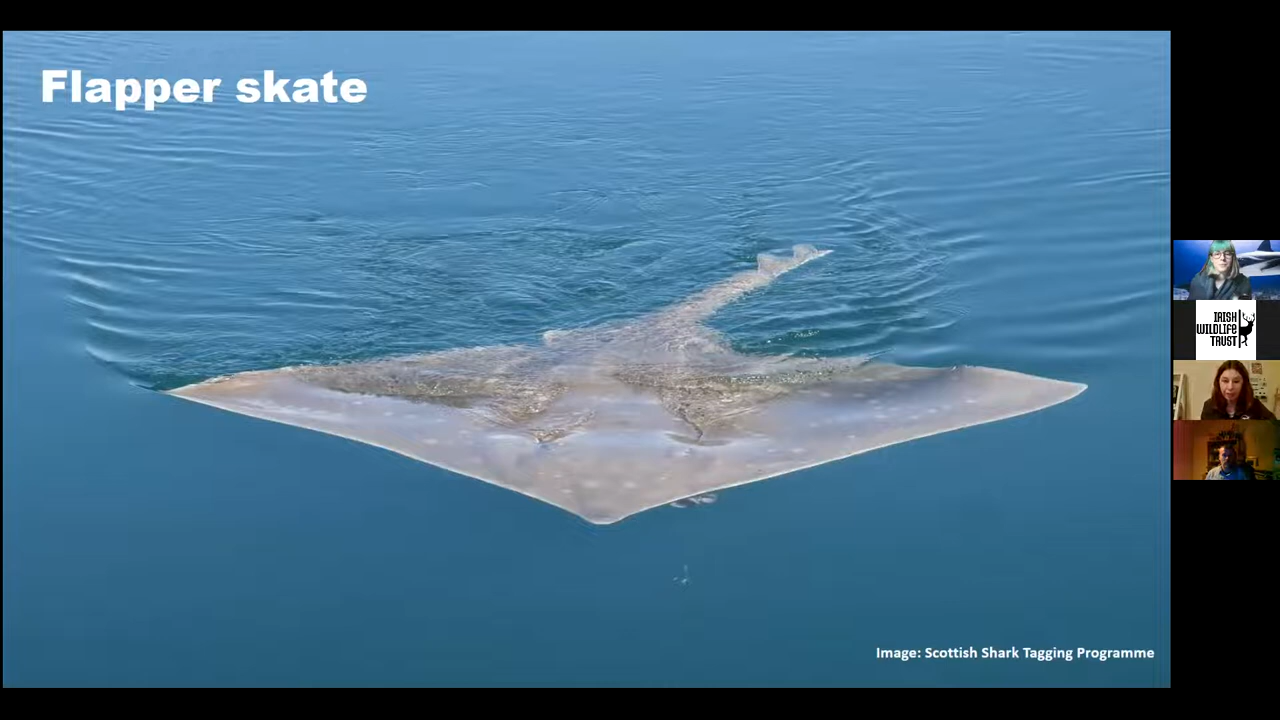 Flapper skate
IRISH
WILDLIFE
TRUST
Image: Scottish Shark Tagging Programme